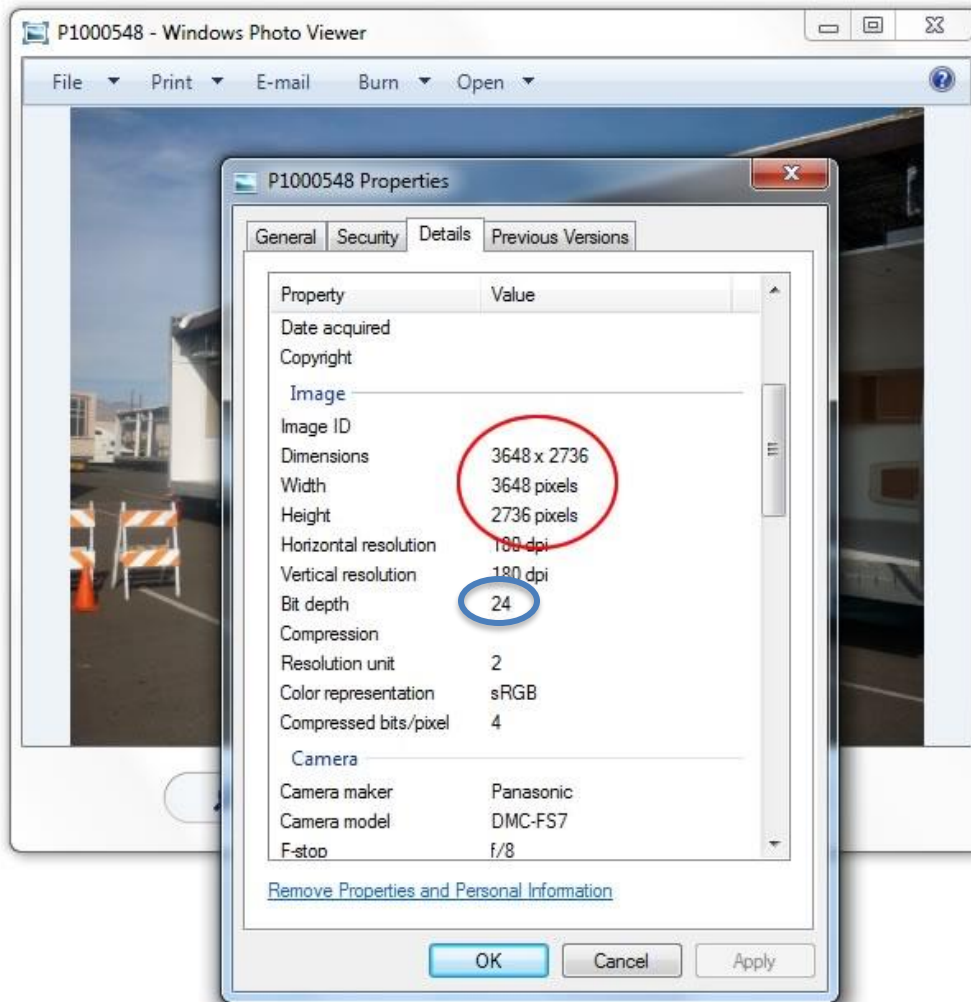 P1000548 - Windows Photo Viewer
File Print E-mail Burn Open
P1000548 Properties
General Security Details Previous Versions
Property Value
Date acquired
Copyright
Image
Image ID
Dimensions 3648 x 2736
Width 3648 pixels
Height 2736 pixels
Horizontal resolution 180 dpi
Vertical resolution 180 dpi
Bit depth 24
Compression
Resolution unit 2
Color representation sRGB
Compressed bits/pixel 4
Camera
Camera maker Panasonic
Camera model DMC-FS7
F-stop f/8
Remove Properties and Personal Information
OK Cancel Apply